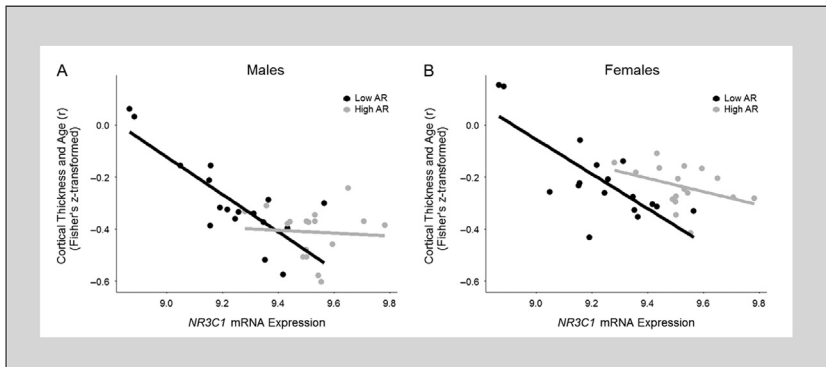 A
Males
Low AR
High AR
Cortical Thickness and Age (r)
(Fisher's z-transformed)
0.0
–0.2
–0.4
–0.6
9.0
9.2
9.4
9.6
9.8
NR3C1 mRNA Expression
B
Females
Low AR
High AR
Cortical Thickness and Age (r)
(Fisher's z-transformed)
0.0
–0.2
–0.4
–0.6
9.0
9.2
9.4
9.6
9.8
NR3C1 mRNA Expression